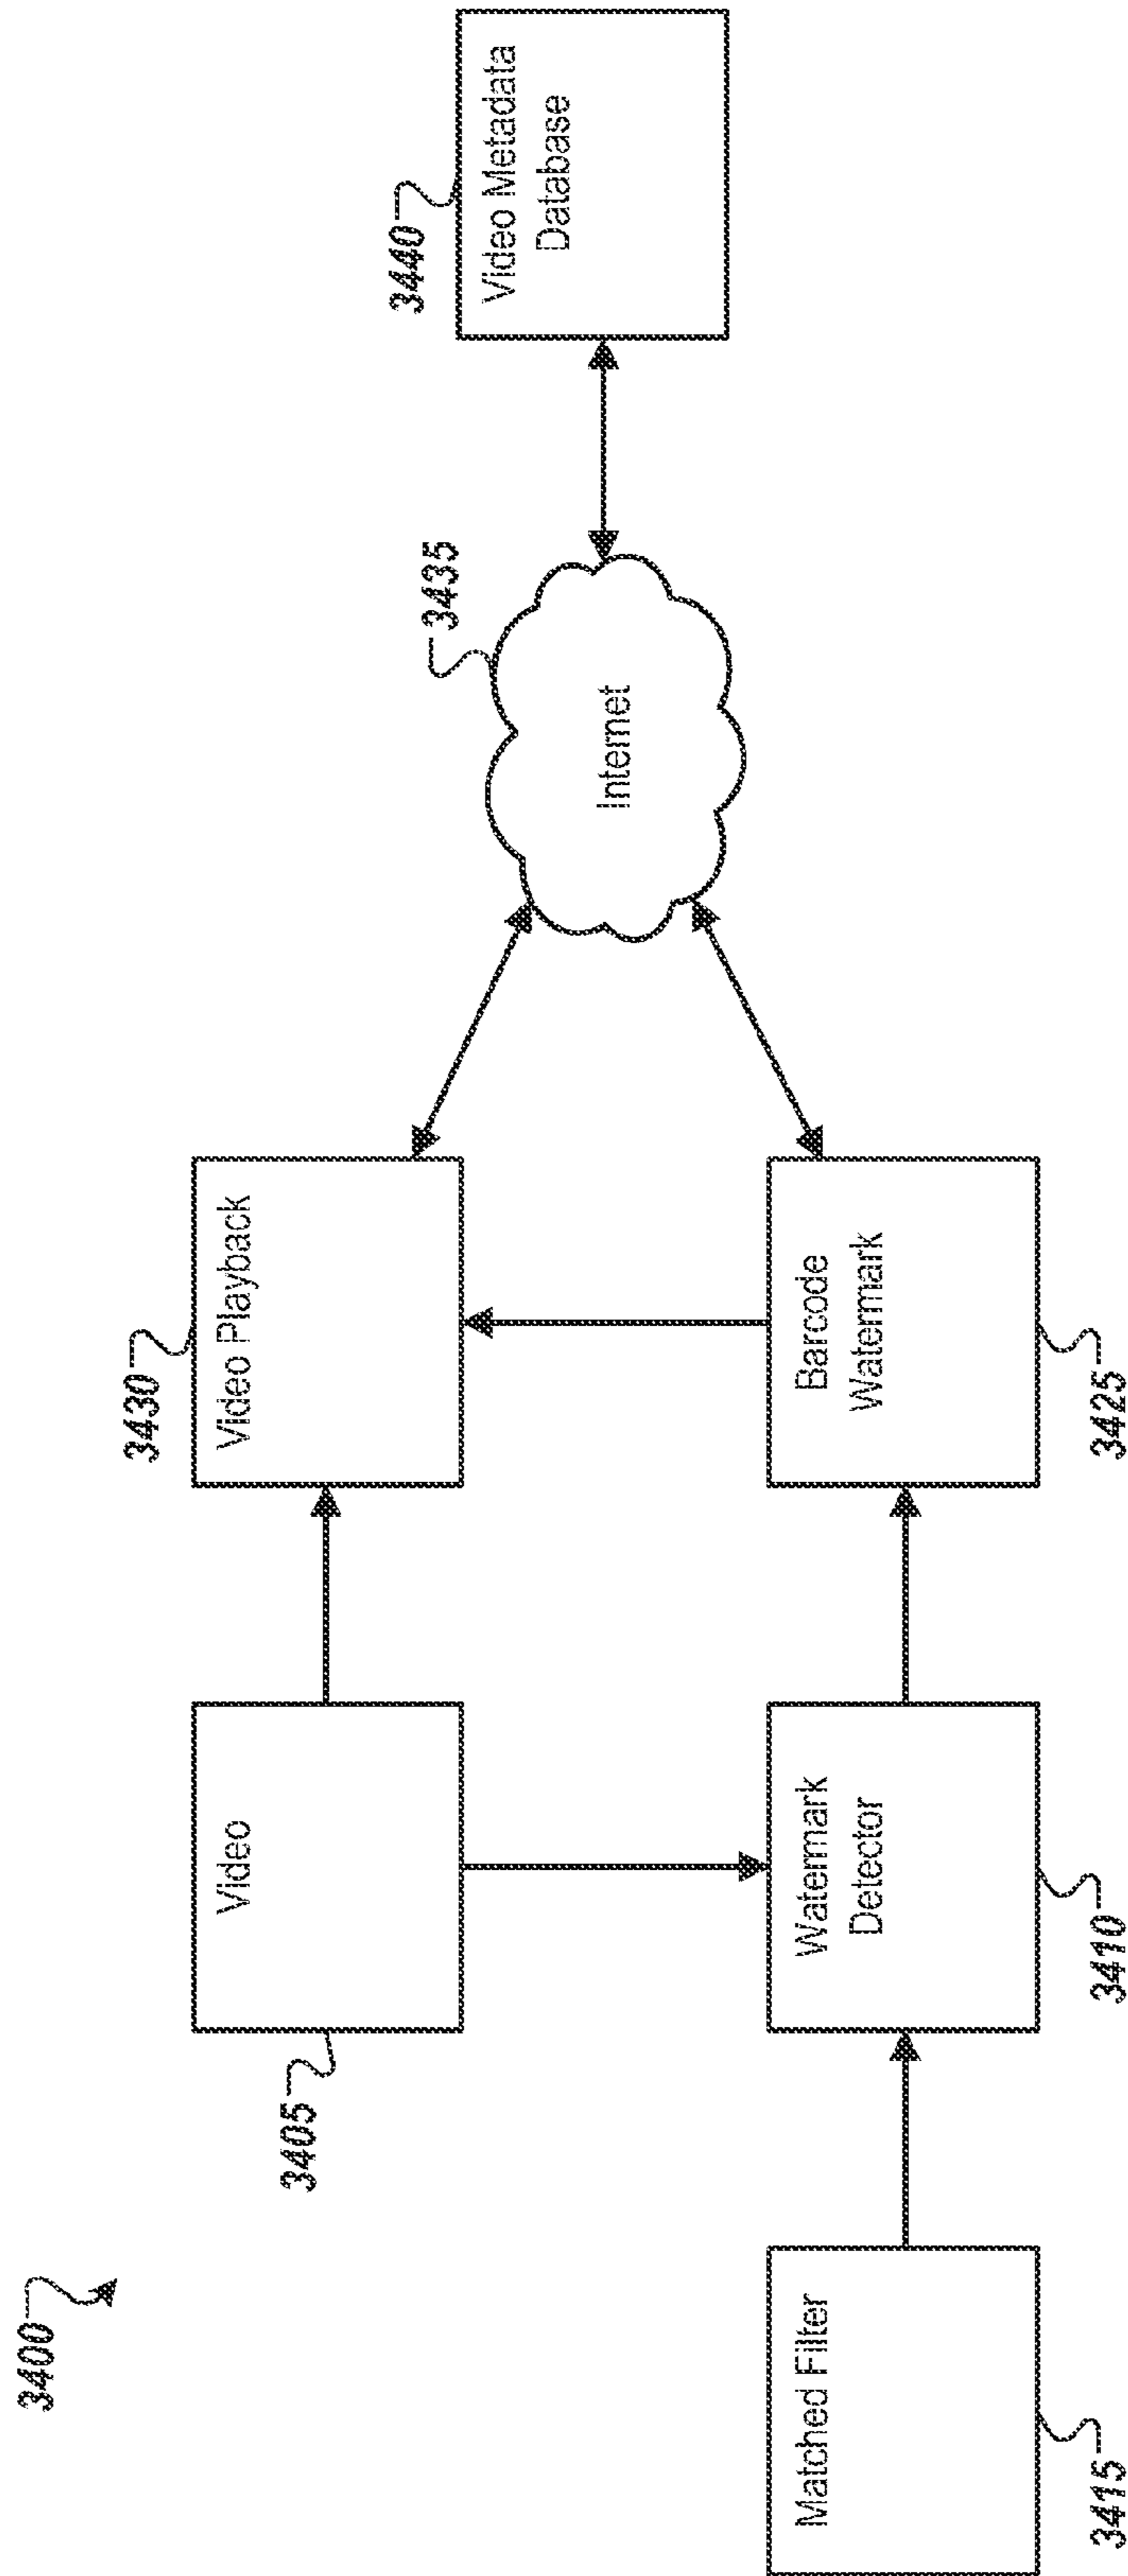 3400
3405
Video
3430
Video Playback
3435
Internet
3440
Video Metadata
Database
Matched Filter
3415
Watermark
Detector
3410
Barcode
Watermark
3425